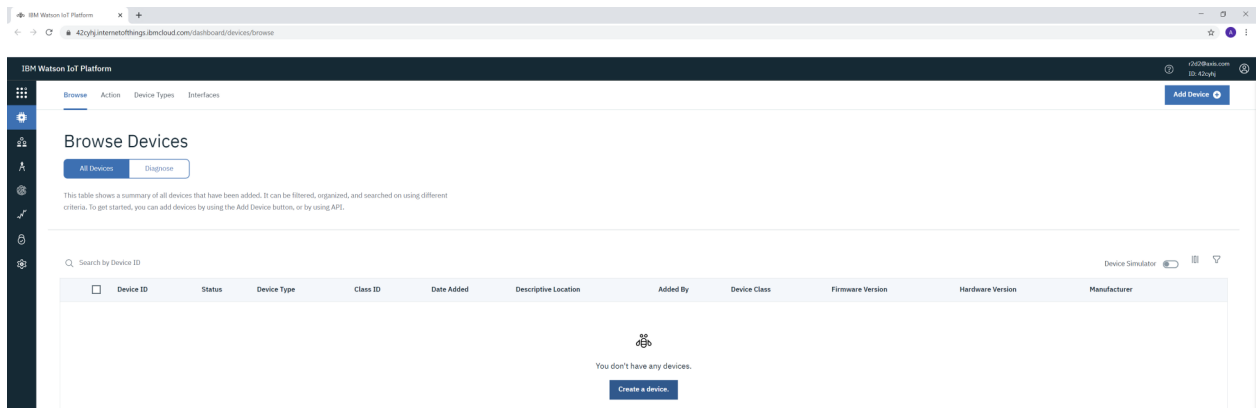 IBM Watson IoT Platform
42cyhj.internetofthings.ibmcloud.com/dashboard/devices/browse
A
IBM Watson IoT Platform
r2d2@axis.com
ID: 42cyhj
Browse Action Device Types Interfaces
Add Device
Browse Devices
All Devices Diagnose
This table shows a summary of all devices that have been added. It can be filtered, organized, and searched on using different
criteria. To get started, you can add devices by using the Add Device button, or by using API.
Search by Device ID
Device Simulator
Device ID Status Device Type Class ID Date Added Descriptive Location Added By Device Class Firmware Version Hardware Version Manufacturer
You don't have any devices.
Create a device.